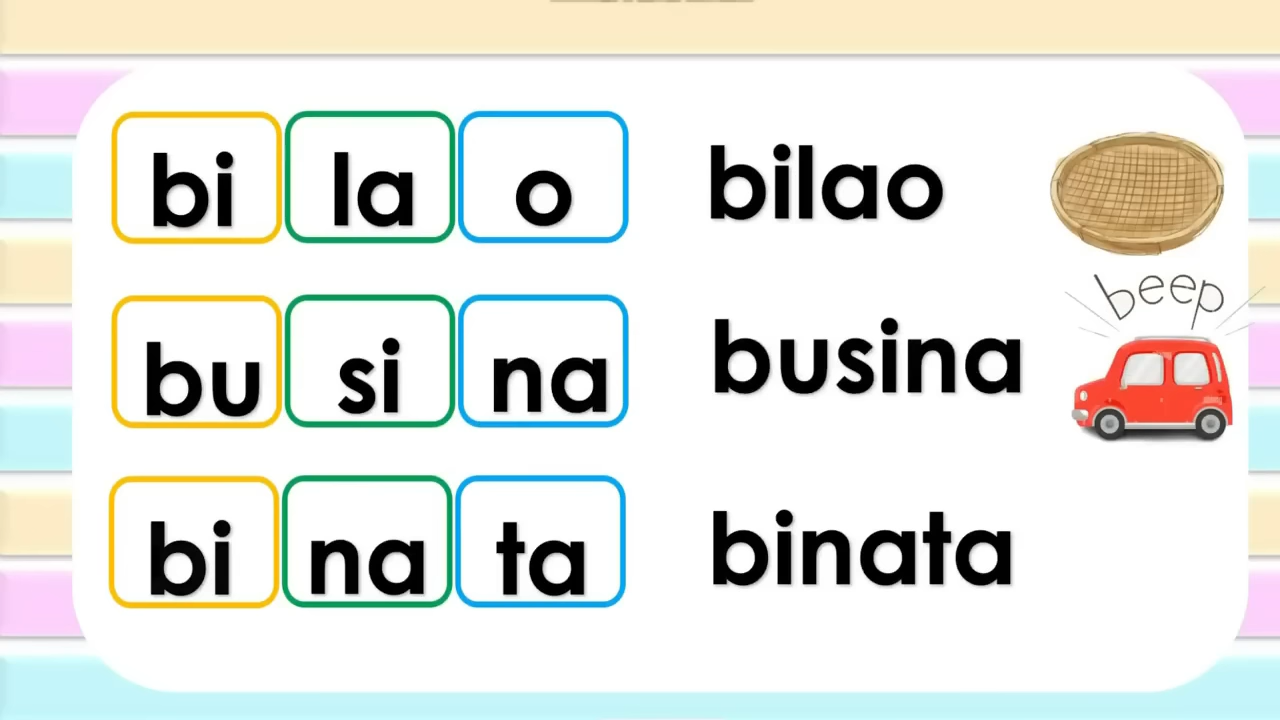 bi la o bilao
beep
bu si na busina
bi na ta binata